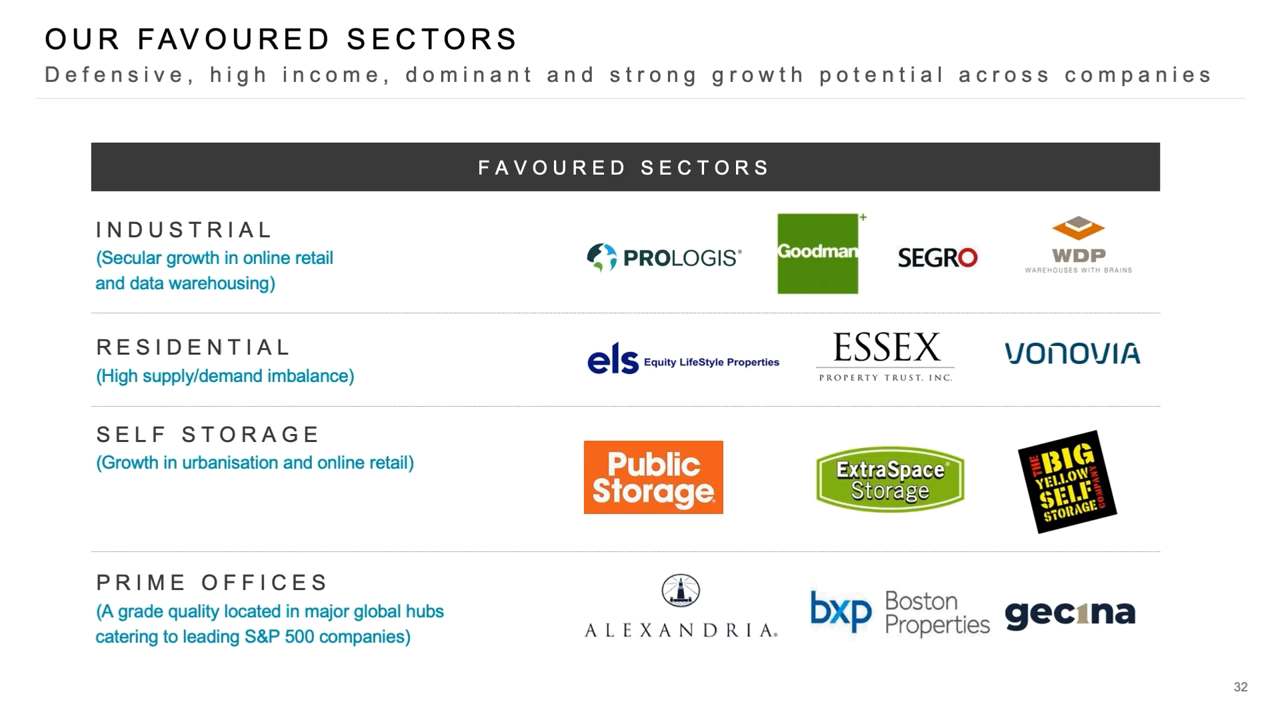 OUR FAVOURED SECTORS
Defensive, high income, dominant and strong growth potential across companies
FAVOURED SECTORS
INDUSTRIAL
(Secular growth in online retail
and data warehousing)
PROLOGIS®
Goodman+
SEGRO
WDP
WAREHOUSES WITH BRAINS
RESIDENTIAL
(High supply/demand imbalance)
els Equity LifeStyle Properties
ESSEX
PROPERTY TRUST, INC.
VONOVIA
SELF STORAGE
(Growth in urbanisation and online retail)
Public
Storage
ExtraSpace
Storage
THE
BIG
YELLOW
SELF
STORAGE
COMPANY
PRIME OFFICES
(A grade quality located in major global hubs
catering to leading S&P 500 companies)
ALEXANDRIA®
bxp Boston
Properties
gec1na
32